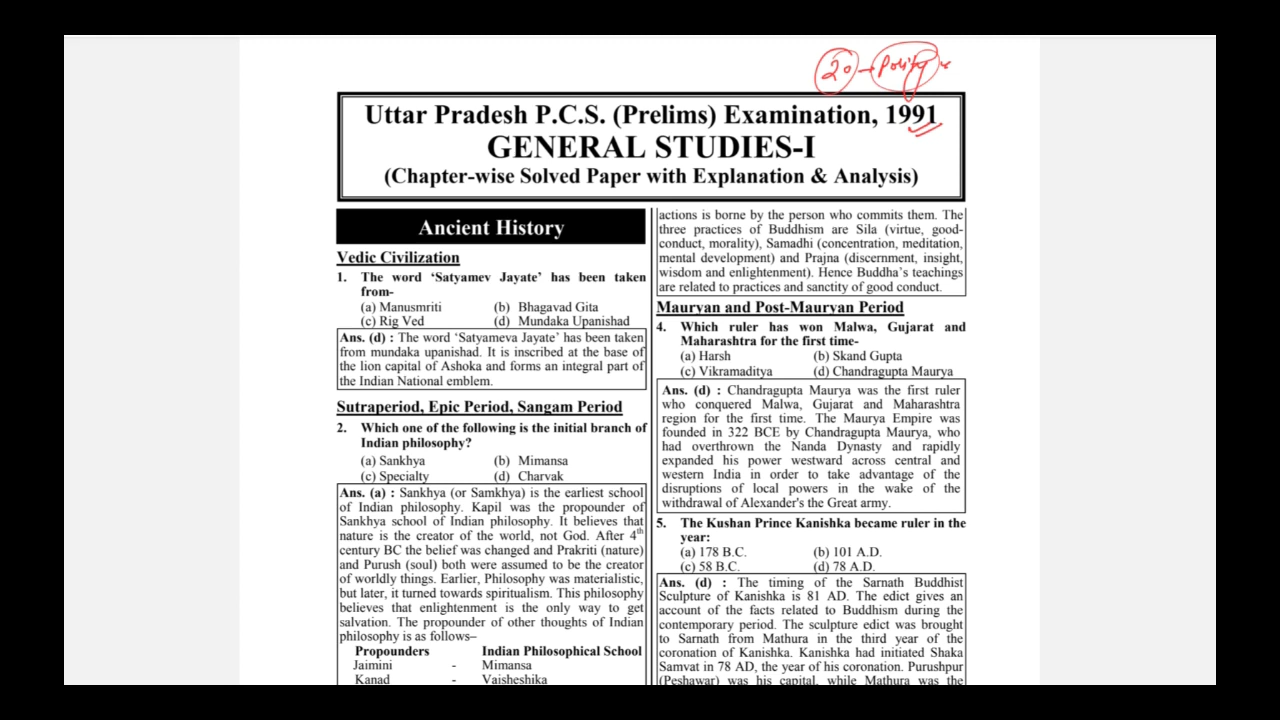 20 → Polity
Uttar Pradesh P.C.S. (Prelims) Examination, 1991
GENERAL STUDIES-I
(Chapter-wise Solved Paper with Explanation & Analysis)
Ancient History
Vedic Civilization
1. The word ‘Satyamev Jayate’ has been taken
from-
(a) Manusmriti (b) Bhagavad Gita
(c) Rig Ved (d) Mundaka Upanishad
Ans. (d) : The word ‘Satyameva Jayate’ has been taken
from mundaka upanishad. It is inscribed at the base of
the lion capital of Ashoka and forms an integral part of
the Indian National emblem.
Sutraperiod, Epic Period, Sangam Period
2. Which one of the following is the initial branch of
Indian philosophy?
(a) Sankhya (b) Mimansa
(c) Specialty (d) Charvak
Ans. (a) : Sankhya (or Samkhya) is the earliest school
of Indian philosophy. Kapil was the propounder of
Sankhya school of Indian philosophy. It believes that
nature is the creator of the world, not God. After 4th
century BC the belief was changed and Prakriti (nature)
and Purush (soul) both were assumed to be the creator
of worldly things. Earlier, Philosophy was materialistic,
but later, it turned towards spiritualism. This philosophy
believes that enlightenment is the only way to get
salvation. The propounder of other thoughts of Indian
philosophy is as follows–
Propounders Indian Philosophical School
Jaimini - Mimansa
Kanad - Vaisheshika
actions is borne by the person who commits them. The
three practices of Buddhism are Sila (virtue, good-
conduct, morality), Samadhi (concentration, meditation,
mental development) and Prajna (discernment, insight,
wisdom and enlightenment). Hence Buddha’s teachings
are related to practices and sanctity of good conduct.
Mauryan and Post-Mauryan Period
4. Which ruler has won Malwa, Gujarat and
Maharashtra for the first time-
(a) Harsh (b) Skand Gupta
(c) Vikramaditya (d) Chandragupta Maurya
Ans. (d) : Chandragupta Maurya was the first ruler
who conquered Malwa, Gujarat and Maharashtra
region for the first time. The Maurya Empire was
founded in 322 BCE by Chandragupta Maurya, who
had overthrown the Nanda Dynasty and rapidly
expanded his power westward across central and
western India in order to take advantage of the
disruptions of local powers in the wake of the
withdrawal of Alexander's the Great army.
5. The Kushan Prince Kanishka became ruler in the
year:
(a) 178 B.C. (b) 101 A.D.
(c) 58 B.C. (d) 78 A.D.
Ans. (d) : The timing of the Sarnath Buddhist
Sculpture of Kanishka is 81 AD. The edict gives an
account of the facts related to Buddhism during the
contemporary period. The sculpture edict was brought
to Sarnath from Mathura in the third year of the
coronation of Kanishka. Kanishka had initiated Shaka
Samvat in 78 AD, the year of his coronation. Purushpur
(Peshawar) was his capital, while Mathura was the